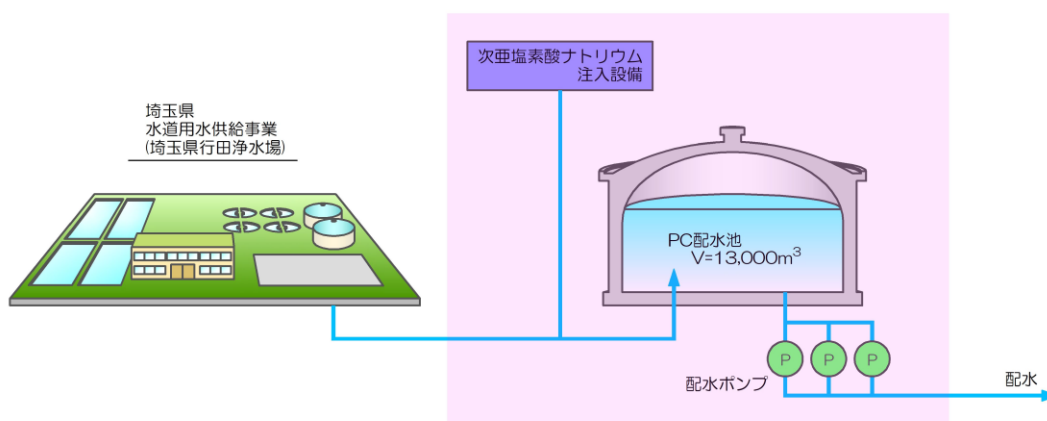 次亜塩素酸ナトリウム
注入設備
埼玉県
水道用水供給事業
(埼玉県行田浄水場)
PC配水池
V=13,000m³
P P P
配水ポンプ
配水